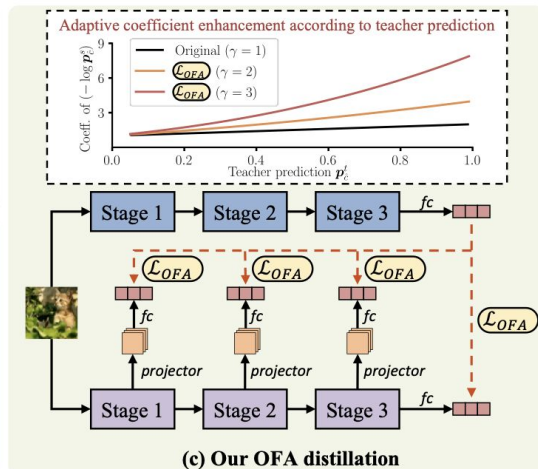 Adaptive coefficient enhancement according to teacher prediction
Coeff. of (− log p^s_ĉ)
9
6
3
Original (γ = 1)
ℒ_OFA (γ = 2)
ℒ_OFA (γ = 3)
0.0 0.2 0.4 0.6 0.8 1.0
Teacher prediction p^t_ĉ
Stage 1 Stage 2 Stage 3 fc
ℒ_OFA ℒ_OFA ℒ_OFA
fc fc fc
ℒ_OFA
projector projector projector
Stage 1 Stage 2 Stage 3 fc
(c) Our OFA distillation